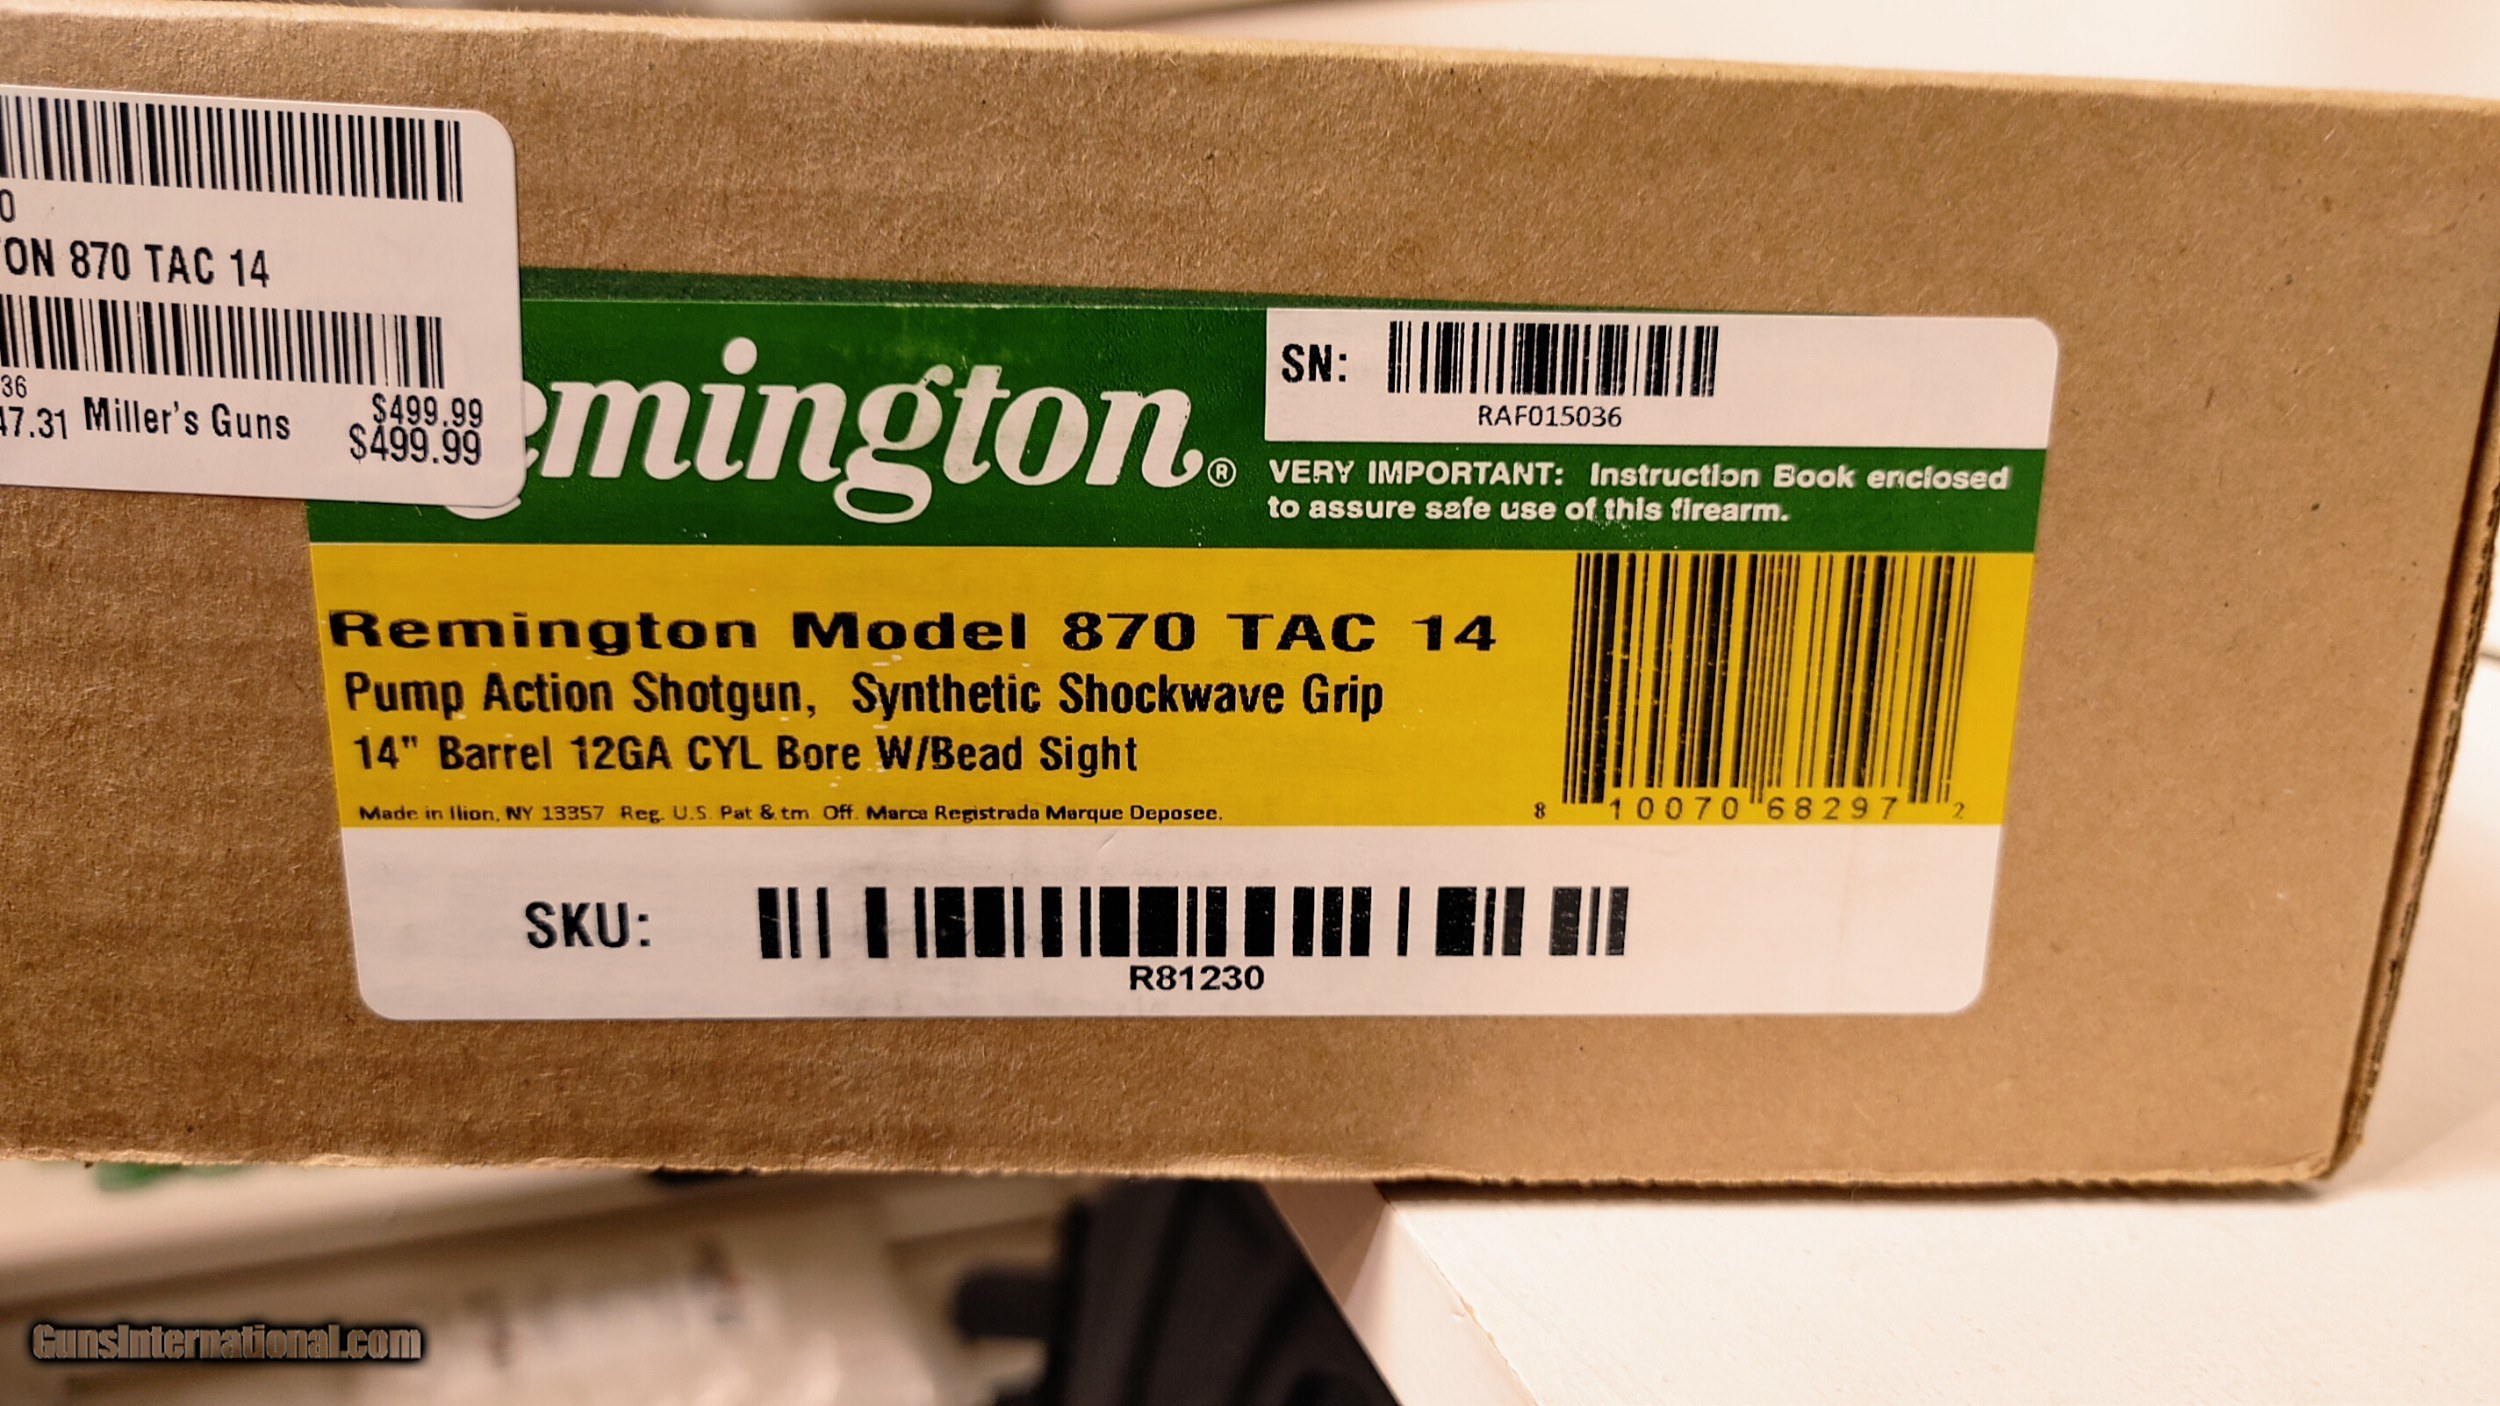 0
ON 870 TAC 14
36
47.31 Miller's Guns $499.99
$499.99
emington®
SN:
RAF015036
VERY IMPORTANT: Instruction Book enclosed
to assure safe use of this firearm.
Remington Model 870 TAC 14
Pump Action Shotgun, Synthetic Shockwave Grip
14" Barrel 12GA CYL Bore W/Bead Sight
Made in Ilion, NY 13357 Reg. U.S. Pat & tm. Off. Marca Registrada Marque Deposee.
8 10070 68297 2
SKU:
R81230
GunsInternational.com